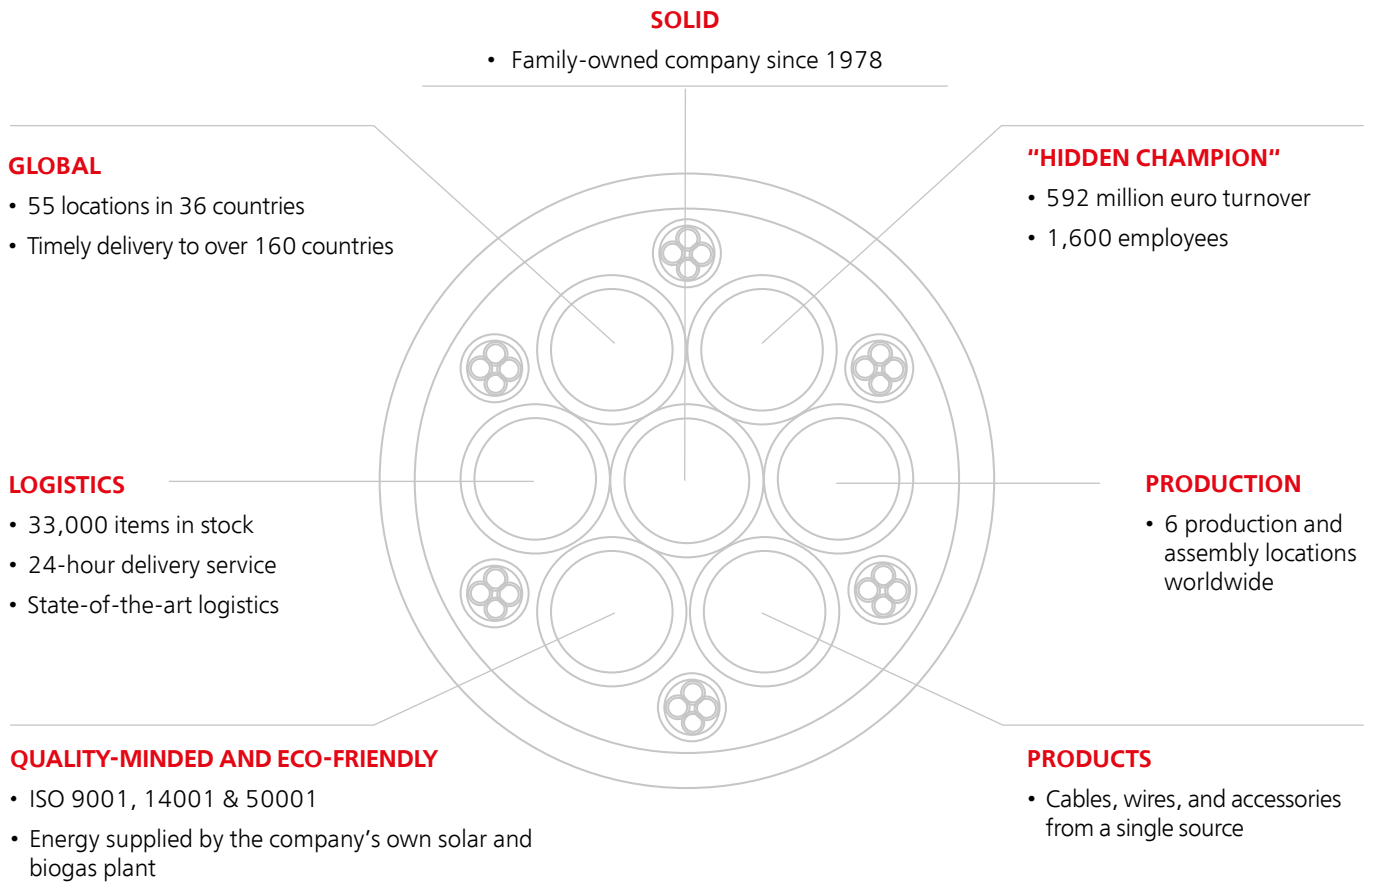 SOLID
• Family-owned company since 1978
GLOBAL
• 55 locations in 36 countries
• Timely delivery to over 160 countries
“HIDDEN CHAMPION“
• 592 million euro turnover
• 1,600 employees
LOGISTICS
• 33,000 items in stock
• 24-hour delivery service
• State-of-the-art logistics
PRODUCTION
• 6 production and
assembly locations
worldwide
QUALITY-MINDED AND ECO-FRIENDLY
• ISO 9001, 14001 & 50001
• Energy supplied by the company’s own solar and
biogas plant
PRODUCTS
• Cables, wires, and accessories
from a single source